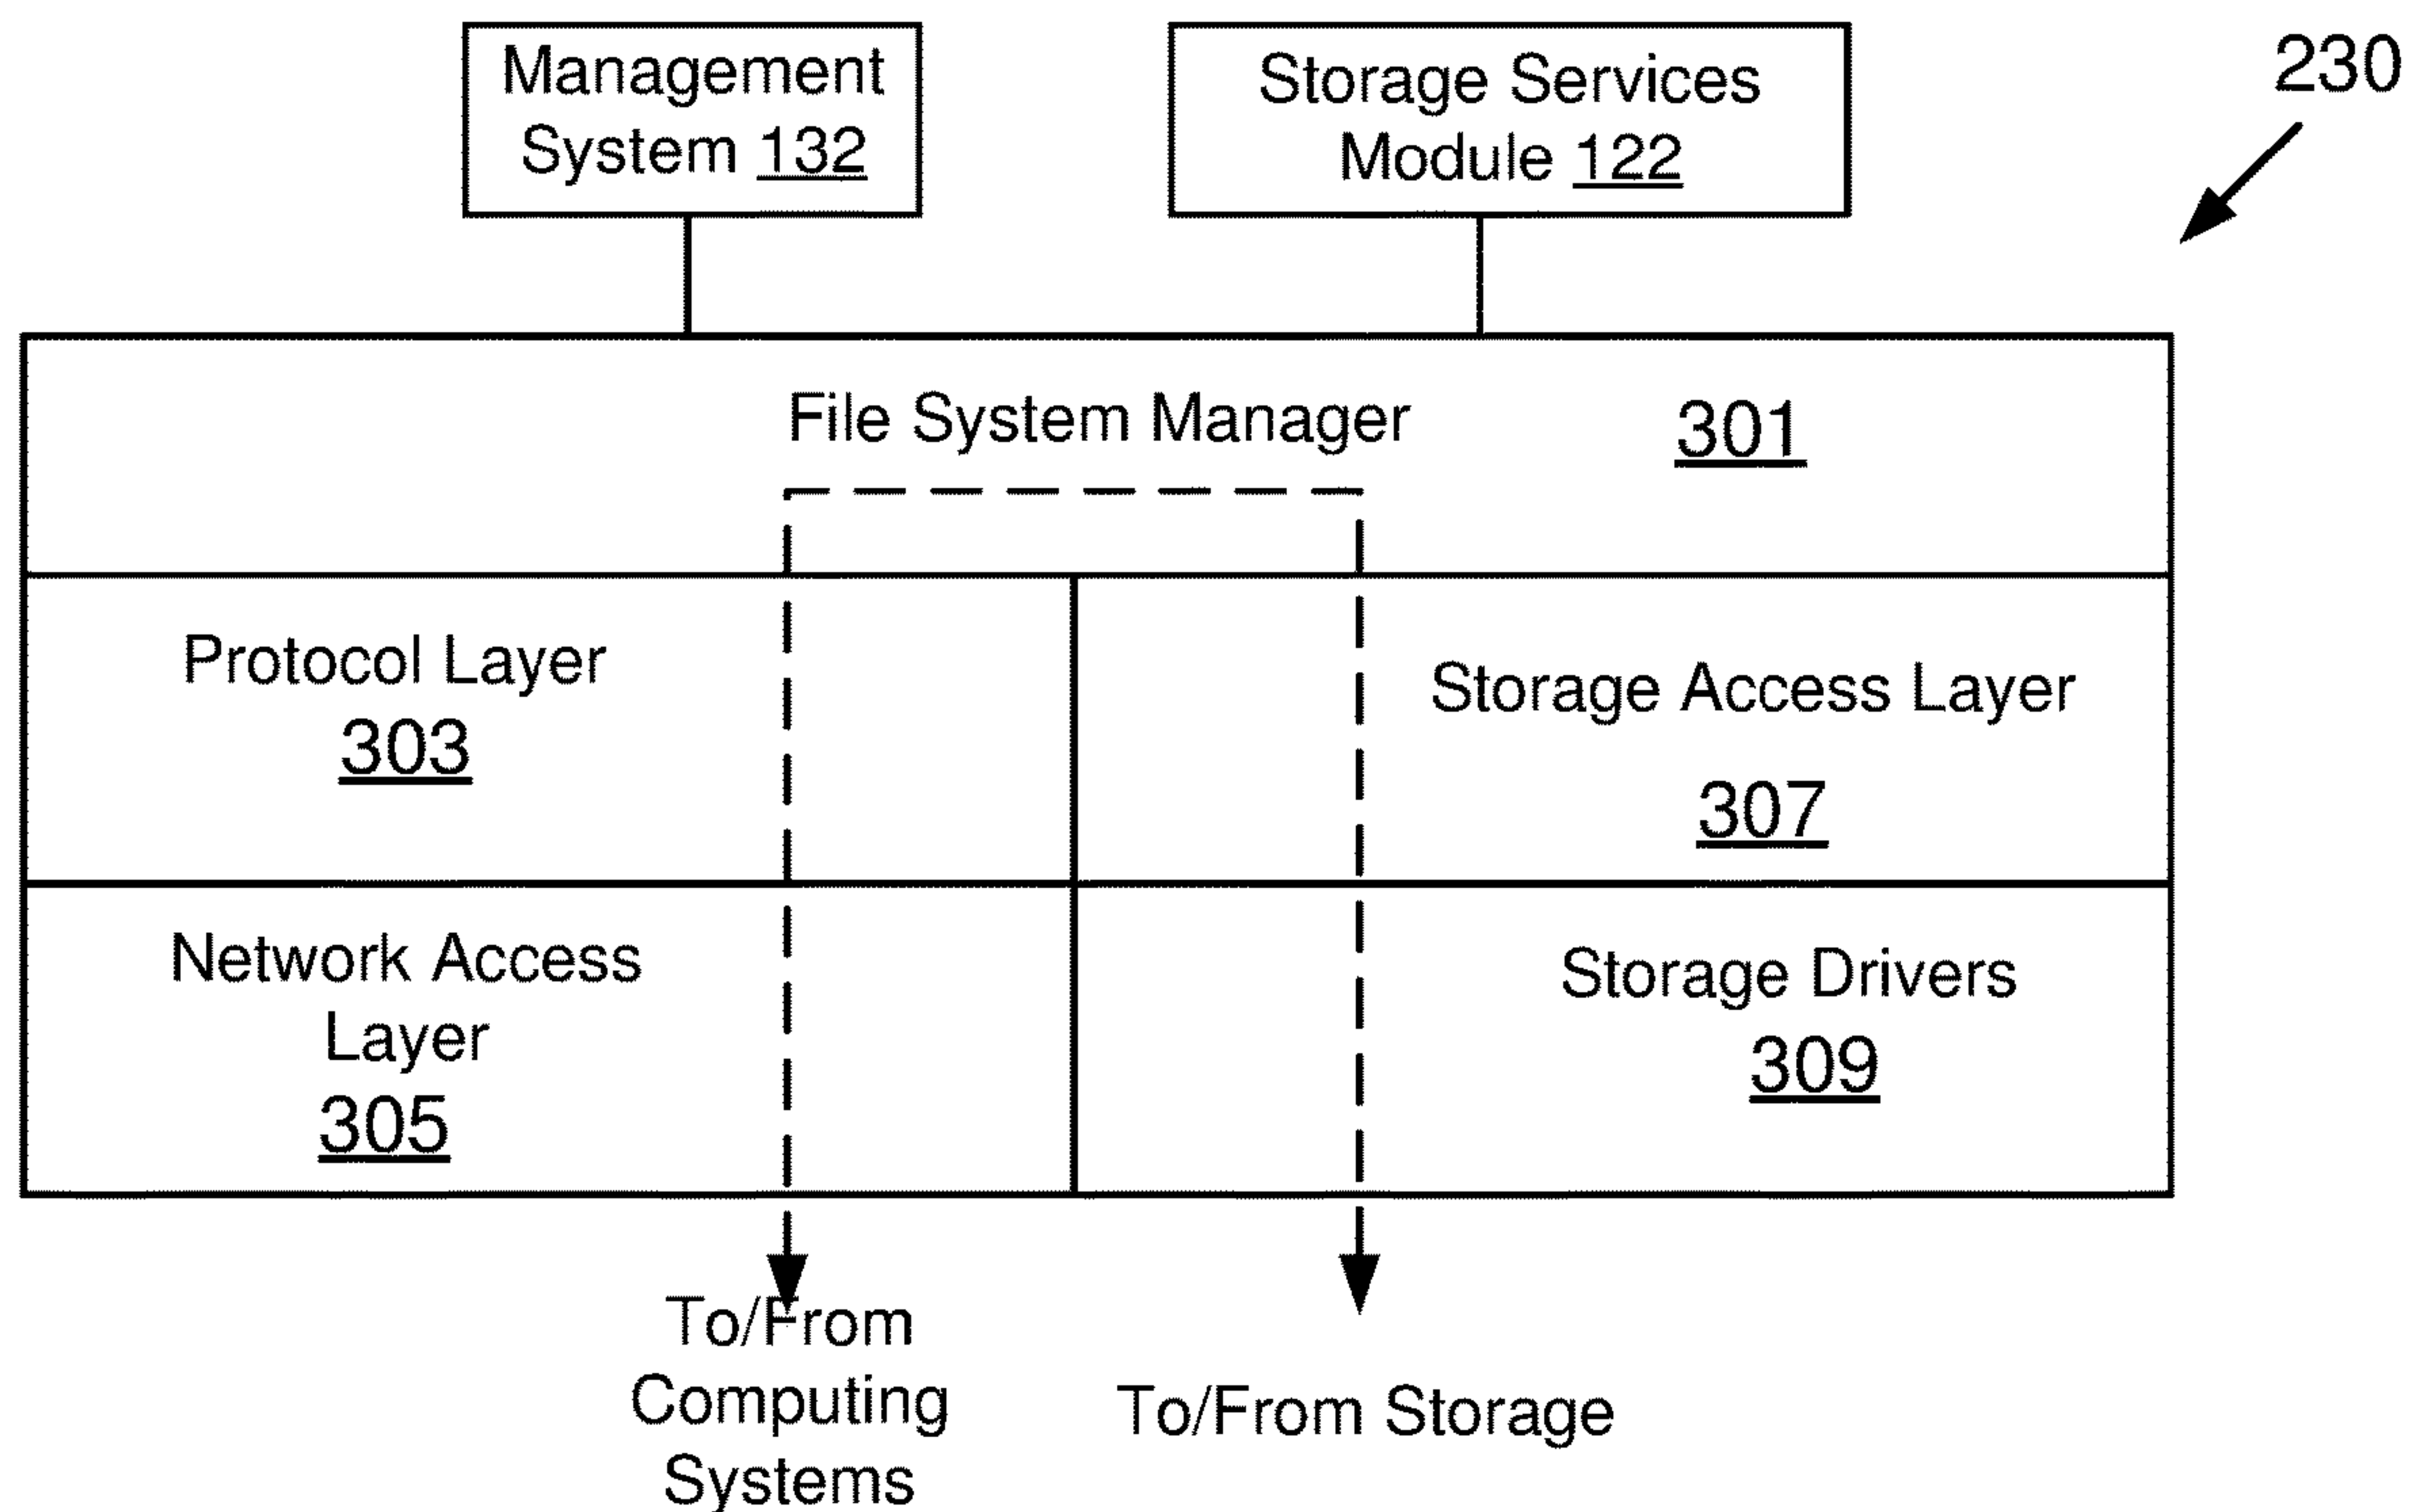 Management
System 132
Storage Services
Module 122
230
File System Manager
301
Protocol Layer
303
Storage Access Layer
307
Network Access
Layer
305
Storage Drivers
309
To/From
Computing
Systems
To/From Storage